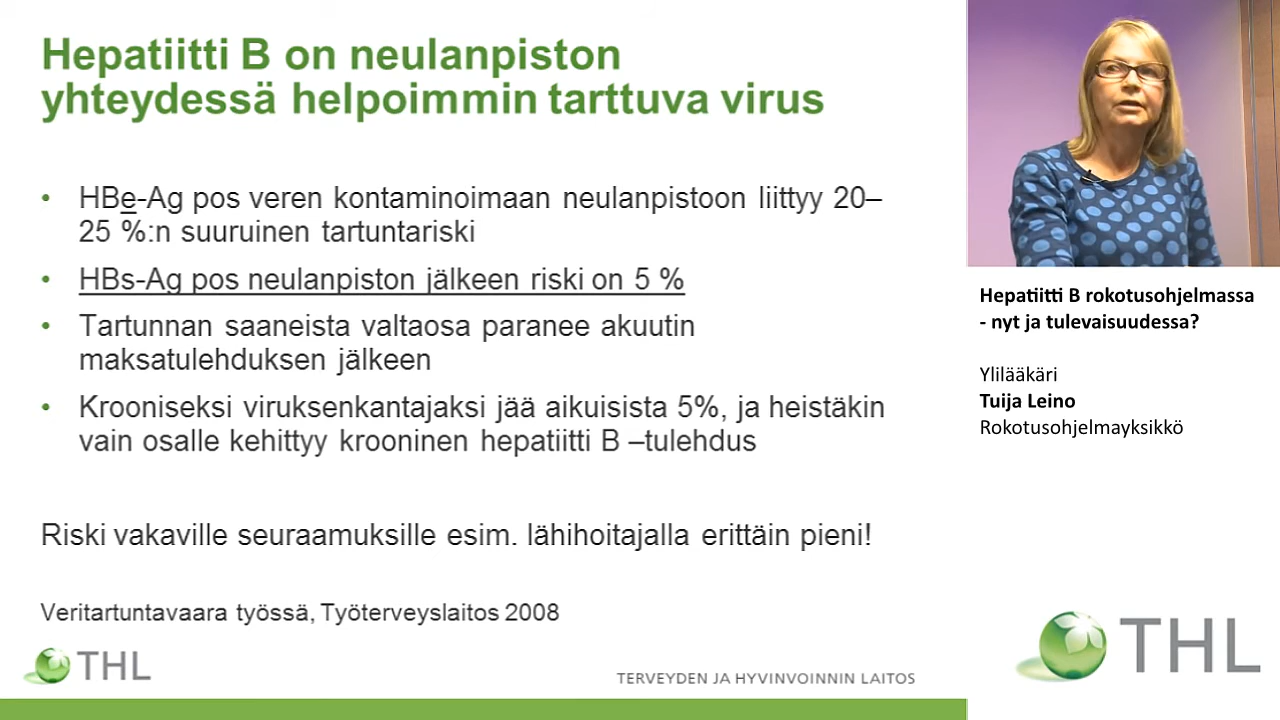 Hepatiitti B on neulanpiston
yhteydessä helpoimmin tarttuva virus
• HBe-Ag pos veren kontaminoimaan neulanpistoon liittyy 20–
25 %:n suuruinen tartuntariski
• HBs-Ag pos neulanpiston jälkeen riski on 5 %
• Tartunnan saaneista valtaosa paranee akuutin
maksatulehduksen jälkeen
• Krooniseksi viruksenkantajaksi jää aikuisista 5%, ja heistäkin
vain osalle kehittyy krooninen hepatiitti B –tulehdus
Riski vakaville seuraamuksille esim. lähihoitajalla erittäin pieni!
Veritartuntavaara työssä, Työterveyslaitos 2008
THL
TERVEYDEN JA HYVINVOINNIN LAITOS
Hepatiitti B rokotusohjelmassa
- nyt ja tulevaisuudessa?
Ylilääkäri
Tuija Leino
Rokotusohjelmayksikkö
THL